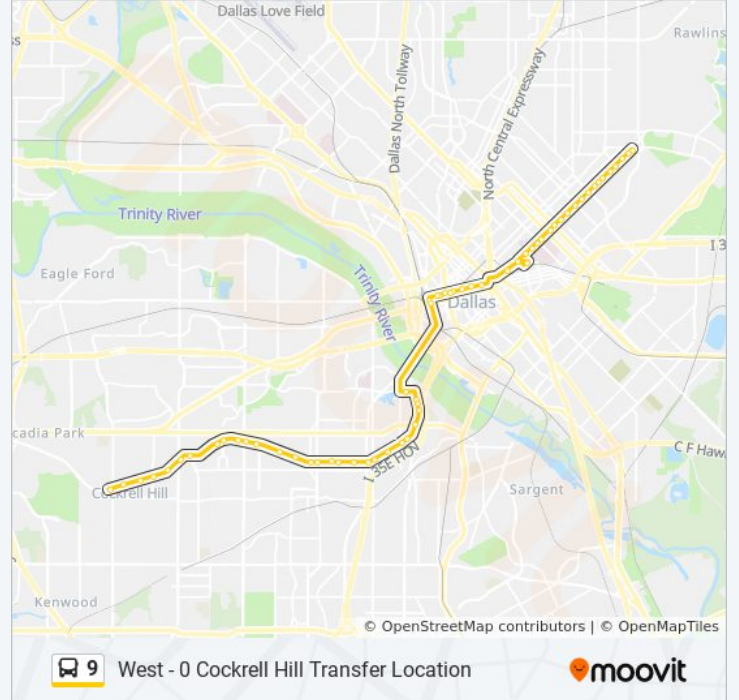 Dallas Love Field
Rawlins
ss
Dallas North Tollway
North Central Expressway
Trinity River
I 3
Eagle Ford
Trinity River
Dallas
cadia Park
C F Haw
I 35E HOV
Cockrell Hill
Sargent
Kenwood
© OpenStreetMap contributors | © OpenMapTiles
9 West - 0 Cockrell Hill Transfer Location
moovit